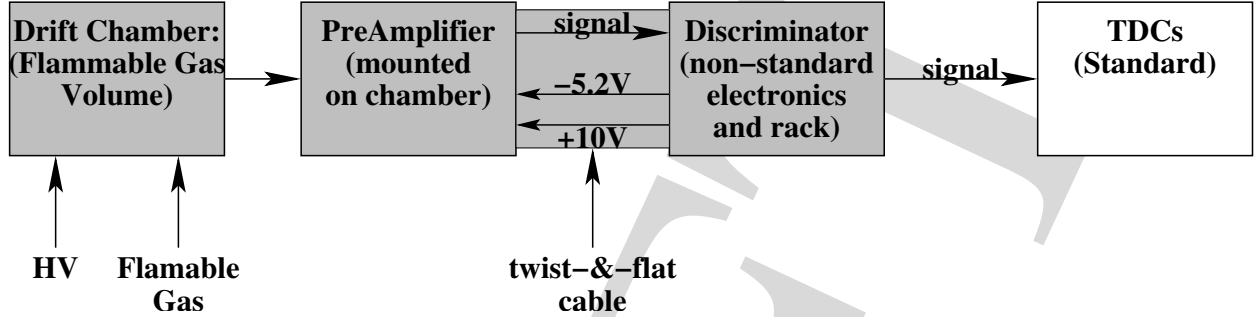 Drift Chamber:
(Flammable Gas
Volume)
PreAmplifier
(mounted
on chamber)
signal
−5.2V
+10V
Discriminator
(non−standard
electronics
and rack)
signal
TDCs
(Standard)
HV
Flamable
Gas
twist−&−flat
cable